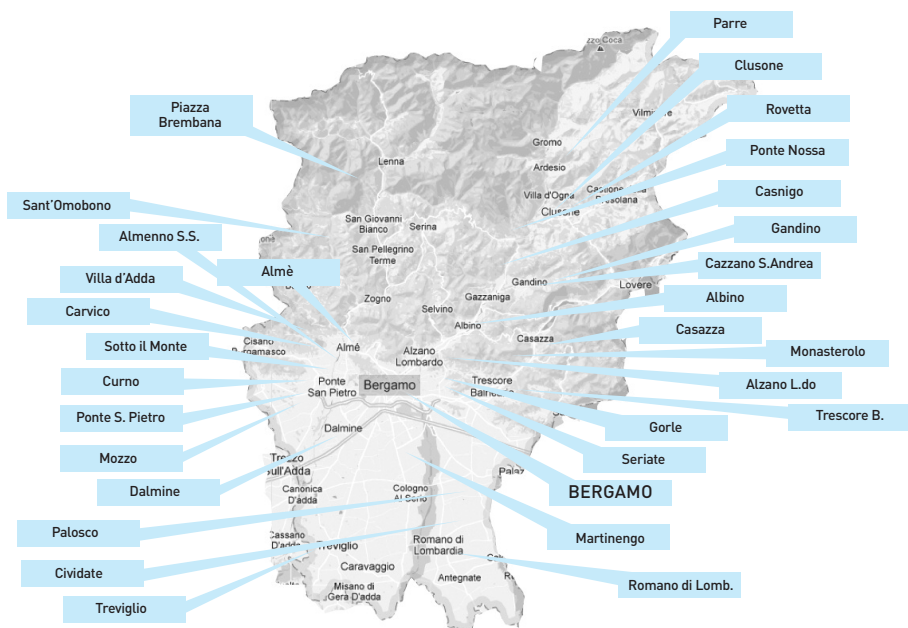 Parre
Clusone
Rovetta
Ponte Nossa
Casnigo
Gandino
Cazzano S.Andrea
Albino
Casazza
Monasterolo
Alzano L.do
Trescore B.
Gorle
Seriate
BERGAMO
Martinengo
Romano di Lomb.
Piazza
Brembana
Sant'Omobono
Almenno S.S.
Almè
Villa d'Adda
Carvico
Sotto il Monte
Curno
Ponte S. Pietro
Mozzo
Dalmine
Palosco
Cividate
Treviglio
Coca
Gromo
Lenna
Ardesio
Villa d'Ogna
Clusone
San Giovanni
Bianco
Serina
San Pellegrino
Terme
Zogno
Gandino
Gazzaniga
Lovere
Selvino
Albino
Casazza
Cisano
Bergamasco
Almé
Alzano
Lombardo
Ponte
San Pietro
Bergamo
Trescore
Dalmine
Trezzo
sull'Adda
Canonica
D'adda
Cologno
Al Serio
Cassano
D'adda
Treviglio
Romano di
Lombardia
Caravaggio
Misano di
Gera D'adda
Antegnate